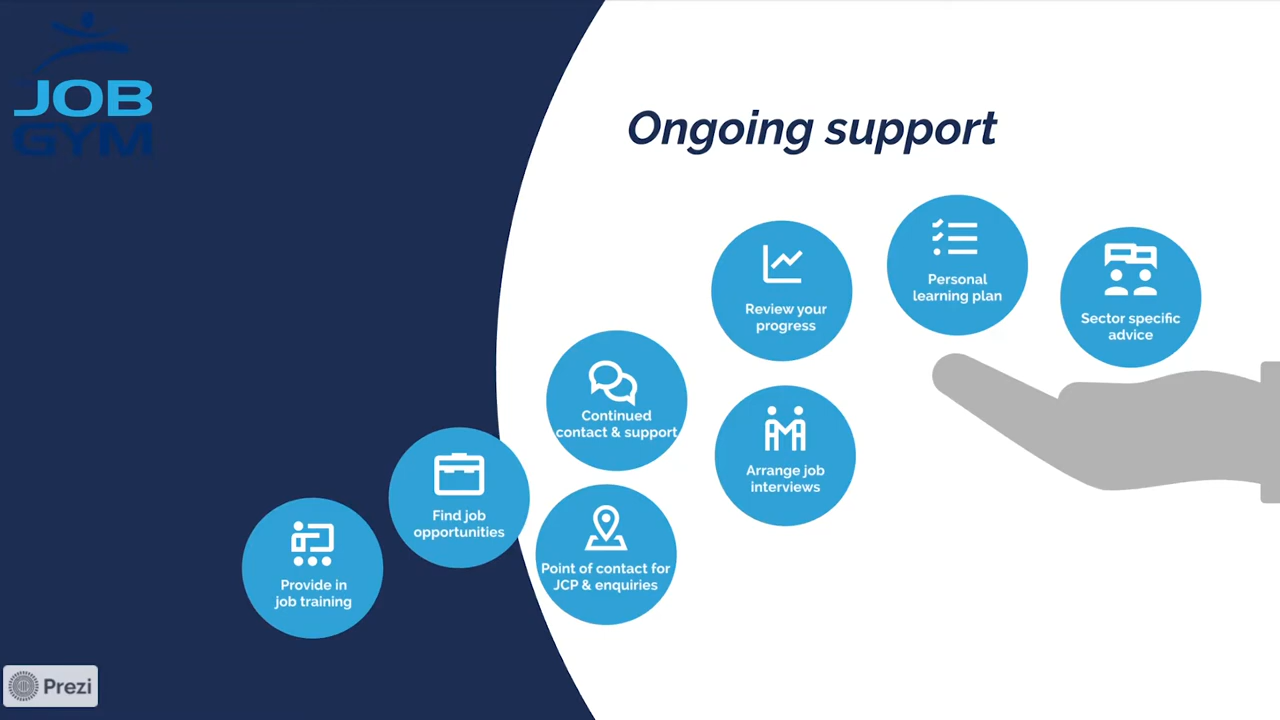 JOB
GYM
Ongoing support
Review your
progress
Personal
learning plan
Sector specific
advice
Continued
contact & support
Arrange job
interviews
Find job
opportunities
Point of contact for
JCP & enquiries
Provide in
job training
Prezi